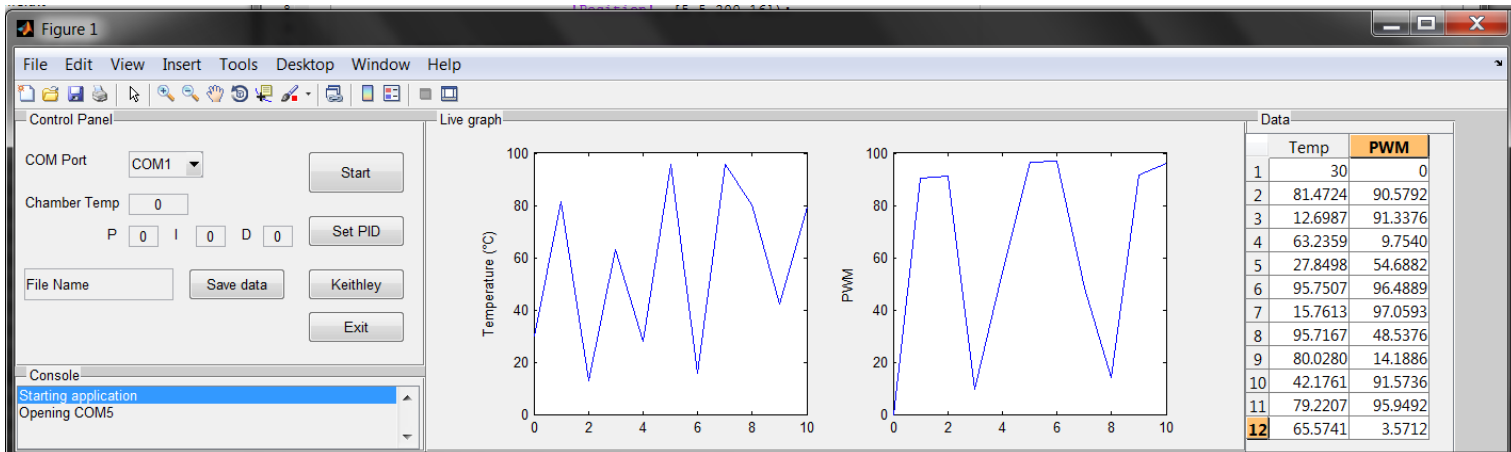 'Position', [5 5 200 16]);
Figure 1
File Edit View Insert Tools Desktop Window Help
Control Panel
COM Port COM1
Start
Chamber Temp 0
P 0 I 0 D 0
Set PID
File Name
Save data
Keithley
Exit
Console
Starting application
Opening COM5
Live graph
Temperature (°C)
100
80
60
40
20
0
0 2 4 6 8 10
PWM
100
80
60
40
20
0
0 2 4 6 8 10
Data
Temp PWM
1 30 0
2 81.4724 90.5792
3 12.6987 91.3376
4 63.2359 9.7540
5 27.8498 54.6882
6 95.7507 96.4889
7 15.7613 97.0593
8 95.7167 48.5376
9 80.0280 14.1886
10 42.1761 91.5736
11 79.2207 95.9492
12 65.5741 3.5712